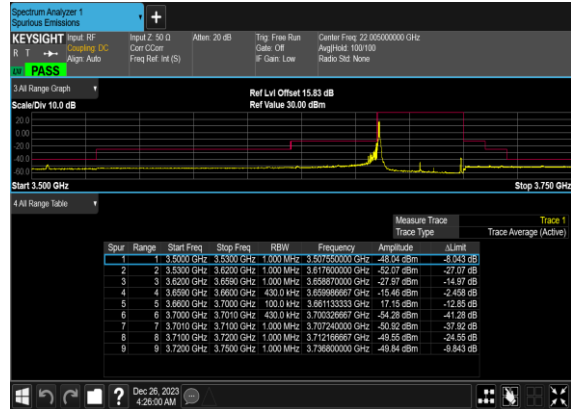 Spectrum Analyzer 1
Spurious Emissions
KEYSIGHT Input: RF Input Z: 50 Ω Atten: 20 dB Trig: Free Run Center Freq: 22.005000000 GHz
R T Coupling: DC Corr CCorr Gate: Off Avg|Hold: 100/100
Align: Auto Freq Ref: Int (S) IF Gain: Low Radio Std: None
PASS
3 All Range Graph Ref Lvl Offset 15.83 dB
Scale/Div 10.0 dB Ref Value 30.00 dBm
20.0
0.00
-20.0
-40.0
-60.0
Start 3.500 GHz Stop 3.750 GHz
4 All Range Table
Measure Trace Trace 1
Trace Type Trace Average (Active)
Spur Range Start Freq Stop Freq RBW Frequency Amplitude ΔLimit
1 1 3.5000 GHz 3.5300 GHz 1.000 MHz 3.507550000 GHz -48.04 dBm -8.043 dB
2 2 3.5300 GHz 3.6200 GHz 1.000 MHz 3.617600000 GHz -52.07 dBm -27.07 dB
3 3 3.6200 GHz 3.6590 GHz 1.000 MHz 3.658870000 GHz -27.97 dBm -14.97 dB
4 4 3.6590 GHz 3.6600 GHz 430.0 kHz 3.659986667 GHz -15.46 dBm -2.458 dB
5 5 3.6600 GHz 3.7000 GHz 100.0 kHz 3.661133333 GHz 17.15 dBm -12.85 dB
6 6 3.7000 GHz 3.7010 GHz 430.0 kHz 3.700326667 GHz -54.28 dBm -41.28 dB
7 7 3.7010 GHz 3.7100 GHz 1.000 MHz 3.707240000 GHz -50.92 dBm -37.92 dB
8 8 3.7100 GHz 3.7200 GHz 1.000 MHz 3.712166667 GHz -49.55 dBm -24.55 dB
9 9 3.7200 GHz 3.7500 GHz 1.000 MHz 3.736800000 GHz -49.84 dBm -9.843 dB
Dec 26, 2023
4:26:00 AM